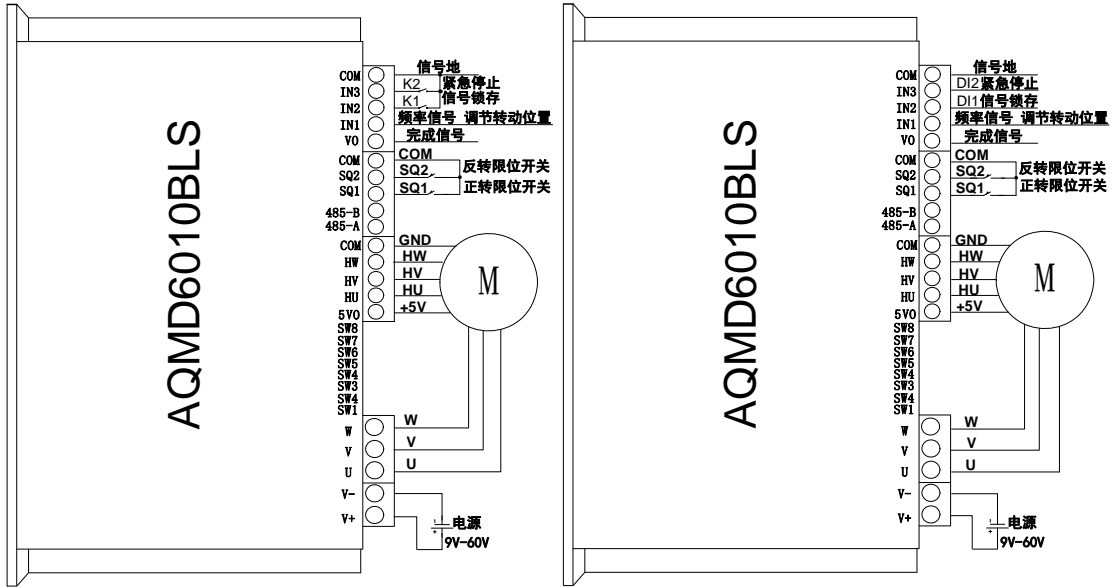 AQMD6010BLS
COM 信号地
IN3 K2 紧急停止
IN2 K1 信号锁存
IN1 频率信号 调节转动位置
VO 完成信号
COM COM
SQ2 SQ2 反转限位开关
SQ1 SQ1 正转限位开关
485-B
485-A
COM GND
HW HW
HV HV
M
HU HU
5VO +5V
SW8
SW7
SW6
SW5
SW4
SW3
SW4
SW1
W W
V V
U U
V-
V+ 电源
9V-60V
AQMD6010BLS
COM 信号地
IN3 DI2 紧急停止
IN2 DI1 信号锁存
IN1 频率信号 调节转动位置
VO 完成信号
COM COM
SQ2 SQ2 反转限位开关
SQ1 SQ1 正转限位开关
485-B
485-A
COM GND
HW HW
HV HV
M
HU HU
5VO +5V
SW8
SW7
SW6
SW5
SW4
SW3
SW4
SW1
W W
V V
U U
V-
V+ 电源
9V-60V